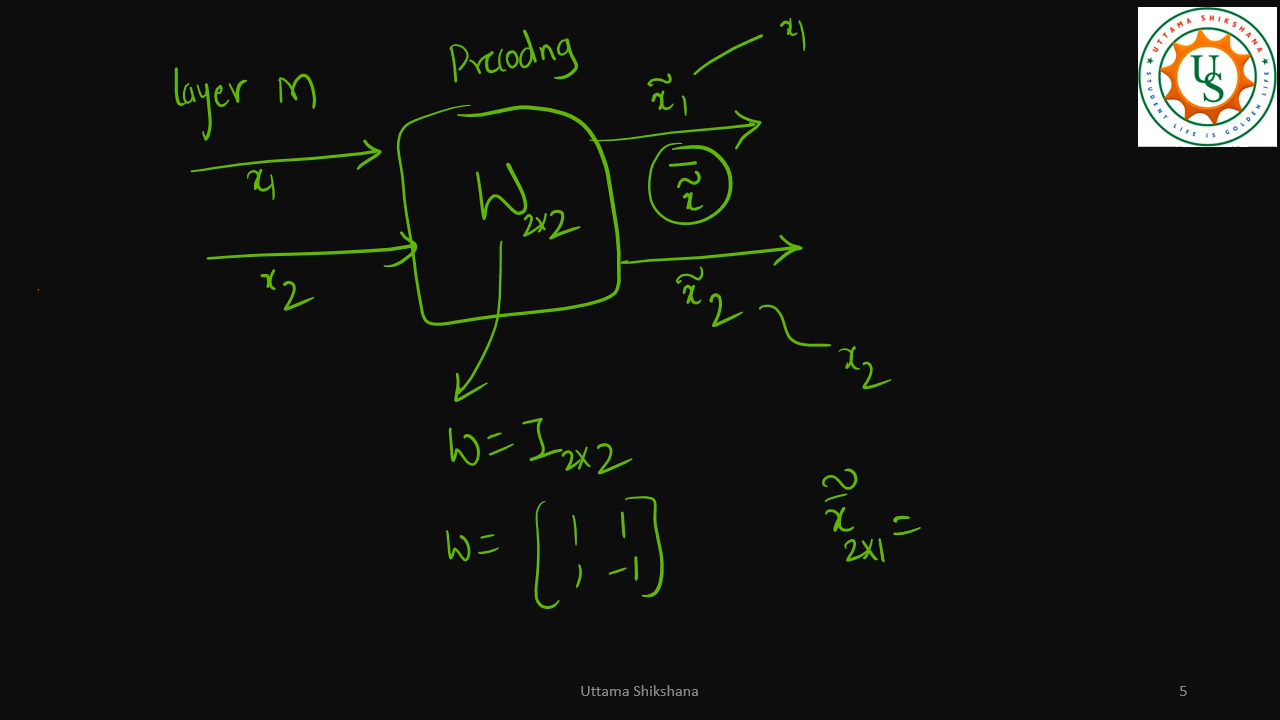 Precoding
layer M
x1
x̃1
x1
W2x2
x̃
x2
x̃2
x2
W = I2x2
W = [ 1 1
1 -1 ]
x̃2x1 =
UTTAMA SHIKSHANA
US
STUDENT LIFE IS GOLDEN LIFE
Uttama Shikshana
5